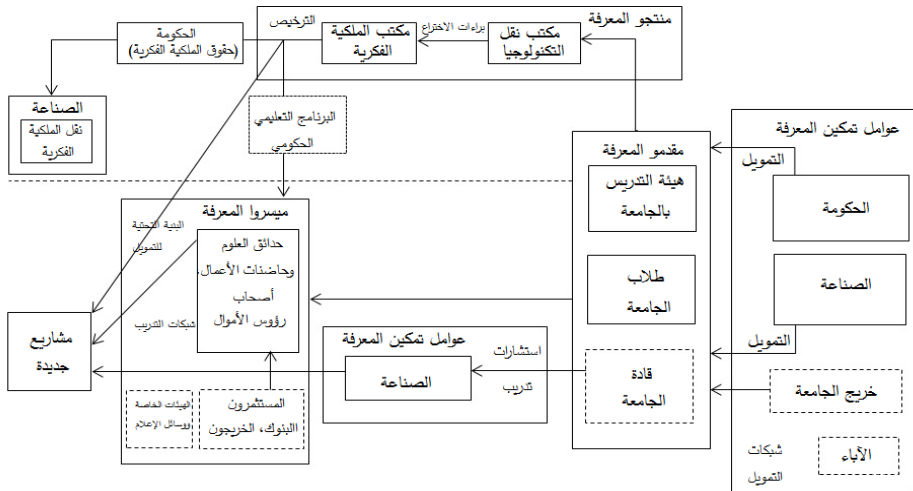 منتجو المعرفة
الترخيص
براءات الاختراع
مكتب نقل
التكنولوجيا
مكتب الملكية
الفكرية
الحكومة
(حقوق الملكية الفكرية)
الصناعة
نقل الملكية
الفكرية
البرنامج التعليمي
الحكومي
عوامل تمكين المعرفة
التمويل
الحكومة
الصناعة
التمويل
خريج الجامعة
الآباء
شبكات
التمويل
مقدمو المعرفة
هيئة التدريس
بالجامعة
طلاب
الجامعة
قادة
الجامعة
ميسروا المعرفة
البنية التحتية
للتمويل
حدائق العلوم
وحاضنات الأعمال،
أصحاب
رؤوس الأموال
شبكات التدريب
عوامل تمكين المعرفة
الصناعة
استشارات
تدريب
مشاريع
جديدة
المستثمرون
االبنوك، الخريجون
الهيئات الخاصة
ووسائل الإعلام